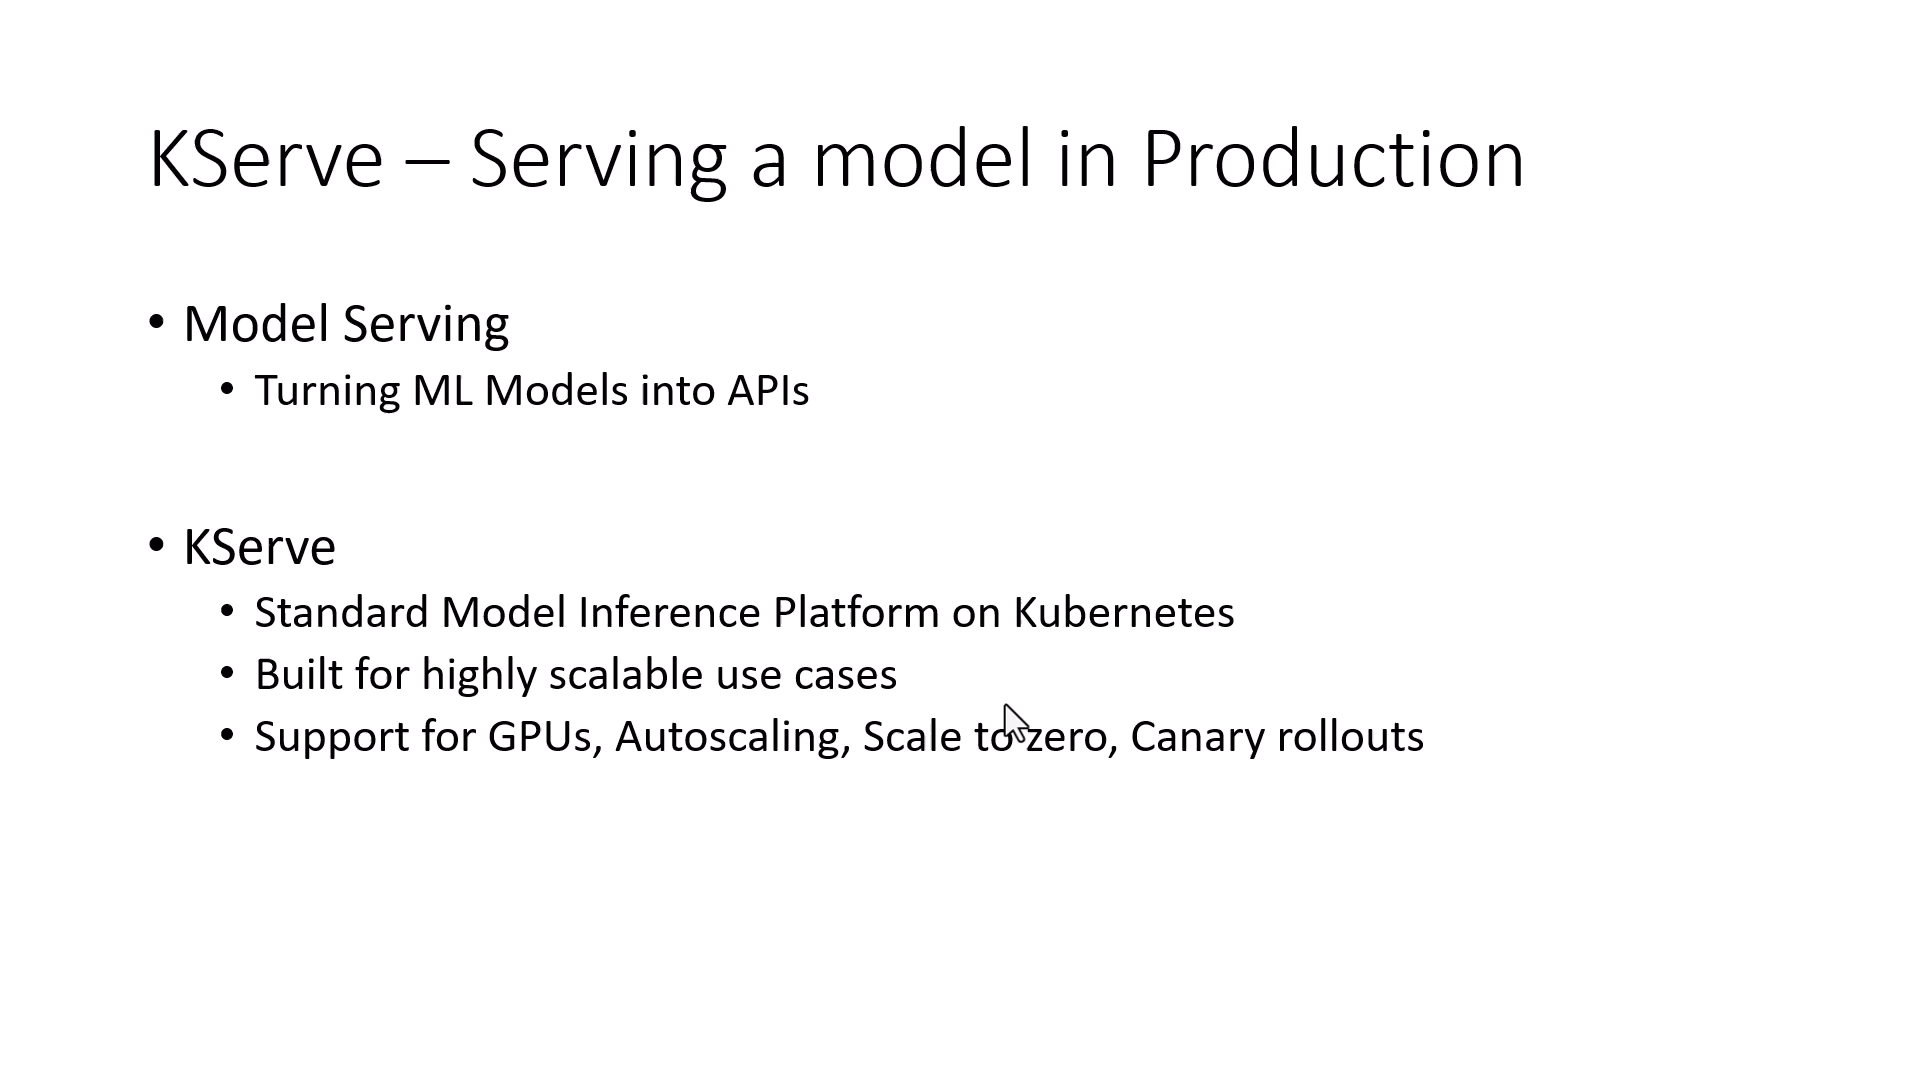 KServe – Serving a model in Production
• Model Serving
• Turning ML Models into APIs
• KServe
• Standard Model Inference Platform on Kubernetes
• Built for highly scalable use cases
• Support for GPUs, Autoscaling, Scale to zero, Canary rollouts